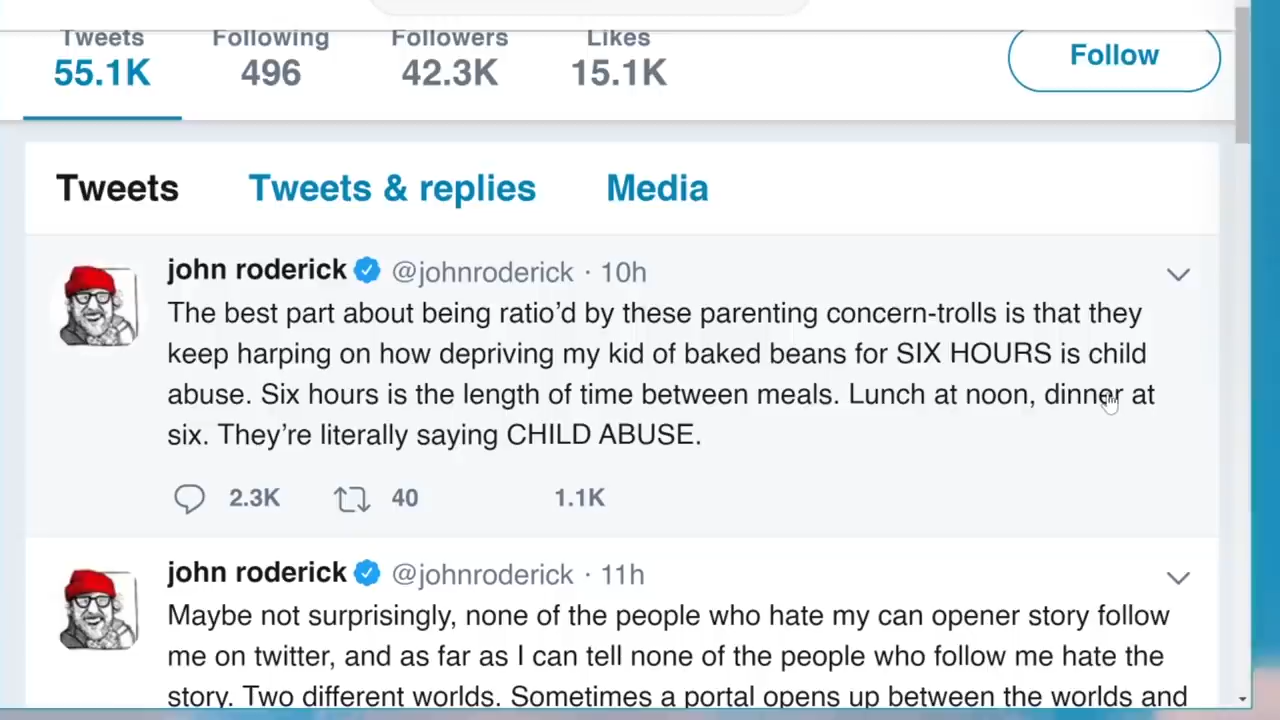 Tweets Following Followers Likes
55.1K 496 42.3K 15.1K Follow
Tweets Tweets & replies Media
john roderick @johnroderick · 10h
The best part about being ratio’d by these parenting concern-trolls is that they
keep harping on how depriving my kid of baked beans for SIX HOURS is child
abuse. Six hours is the length of time between meals. Lunch at noon, dinner at
six. They’re literally saying CHILD ABUSE.
2.3K 40 1.1K
john roderick @johnroderick · 11h
Maybe not surprisingly, none of the people who hate my can opener story follow
me on twitter, and as far as I can tell none of the people who follow me hate the
story. Two different worlds. Sometimes a portal opens up between the worlds and